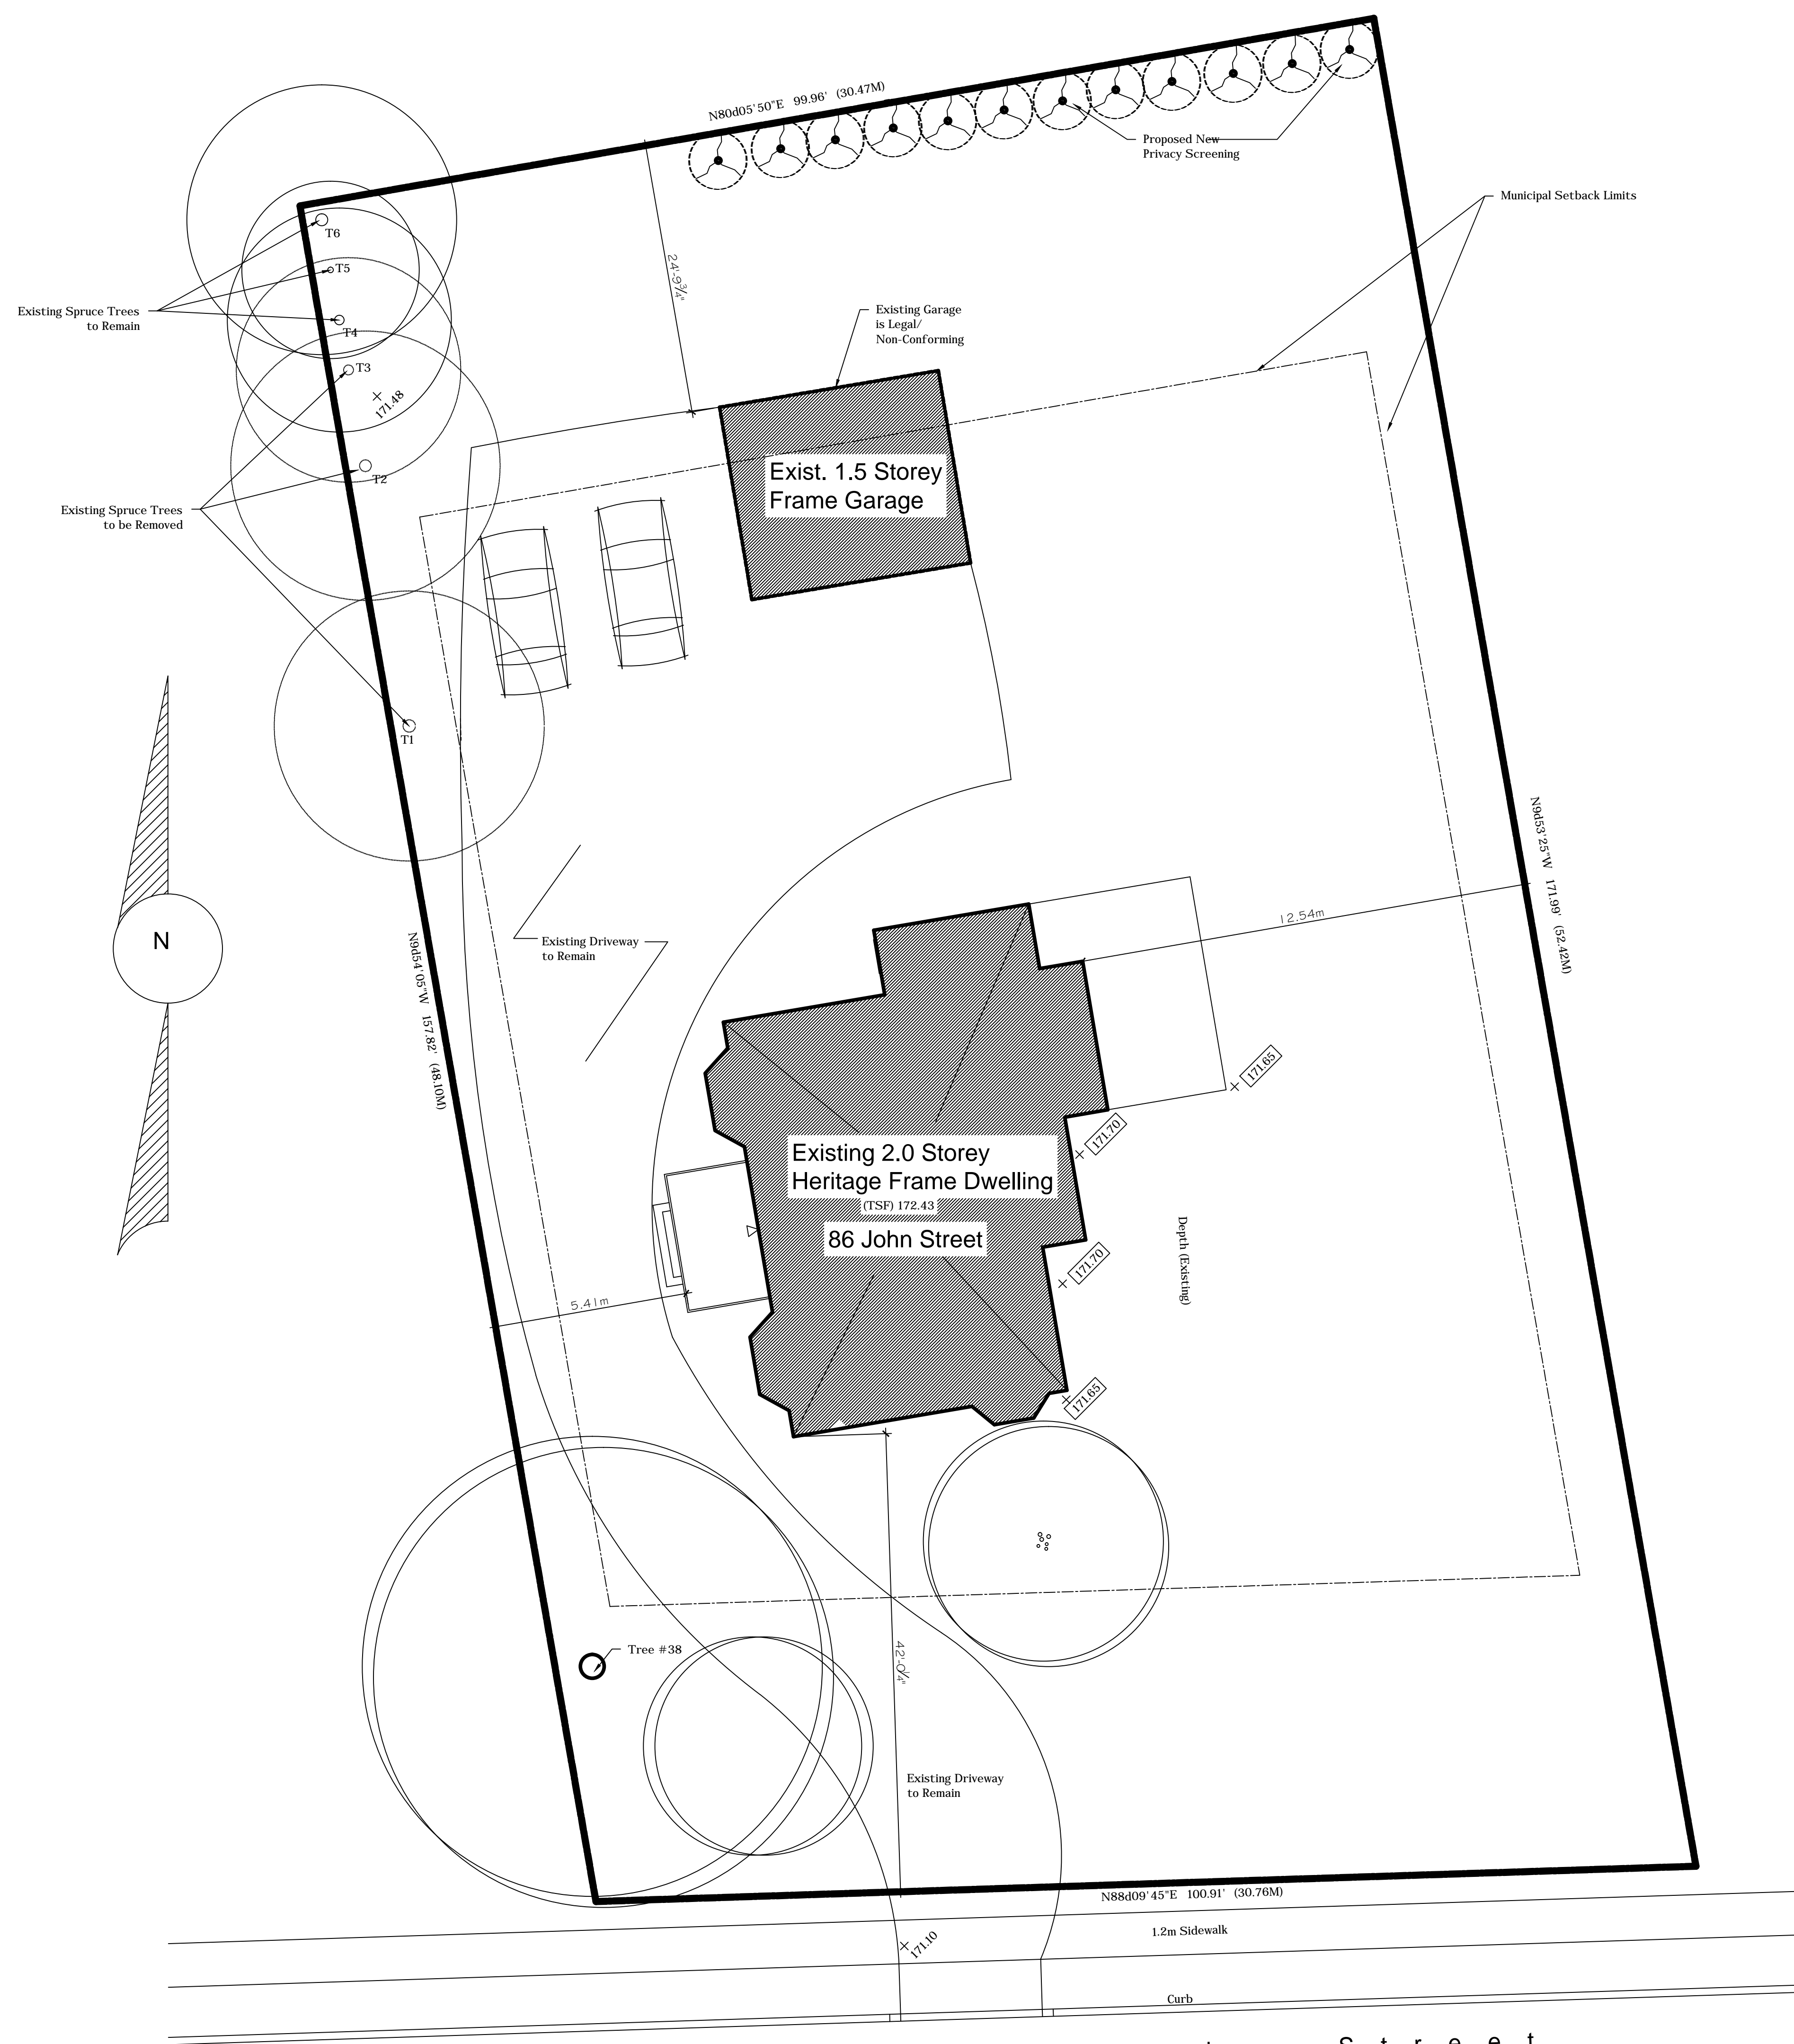 N80d05'50"E 99.96' (30.47M)
Proposed New
Privacy Screening
Municipal Setback Limits
T6
T5
Existing Spruce Trees
to Remain
T4
T3
171.48
24'-9¾"
Existing Garage
is Legal/
Non-Conforming
Exist. 1.5 Storey
Frame Garage
T2
Existing Spruce Trees
to be Removed
T1
N
Existing Driveway
to Remain
N9d54'05"W 157.82' (48.10M)
N9d53'25"W 171.99' (52.42M)
12.54m
171.65
171.70
Existing 2.0 Storey
Heritage Frame Dwelling
(TSF) 172.43
86 John Street
171.70
Depth (Existing)
5.41m
171.65
Tree #38
42'-0¼"
Existing Driveway
to Remain
N88d09'45"E 100.91' (30.76M)
1.2m Sidewalk
171.10
Curb
Street